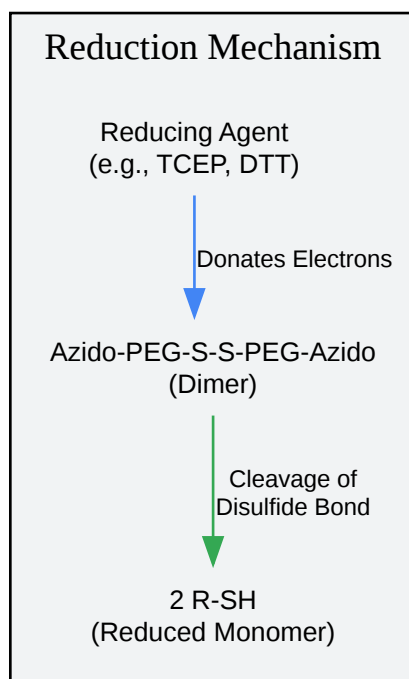 Reduction Mechanism
Reducing Agent
(e.g., TCEP, DTT)
Donates Electrons
Azido-PEG-S-S-PEG-Azido
(Dimer)
Cleavage of
Disulfide Bond
2 R-SH
(Reduced Monomer)